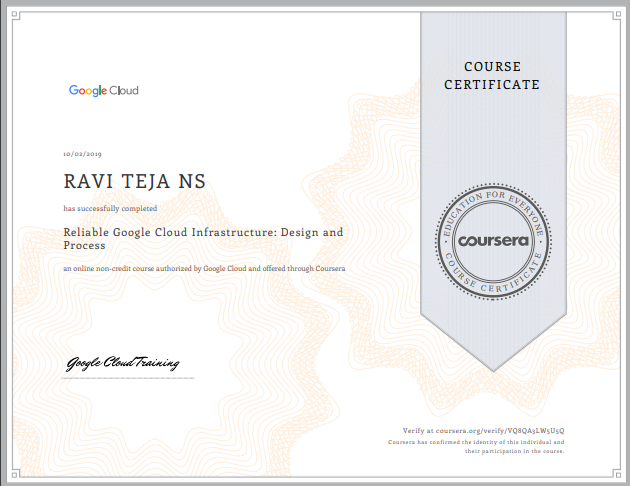 COURSE
CERTIFICATE
Google Cloud
10/02/2019
RAVI TEJA NS
has successfully completed
Reliable Google Cloud Infrastructure: Design and
Process
an online non-credit course authorized by Google Cloud and offered through Coursera
EDUCATION FOR EVERYONE
coursera
COURSE CERTIFICATE
Google Cloud Training
Verify at coursera.org/verify/VQ8QA3LW5U5Q
Coursera has confirmed the identity of this individual and
their participation in the course.